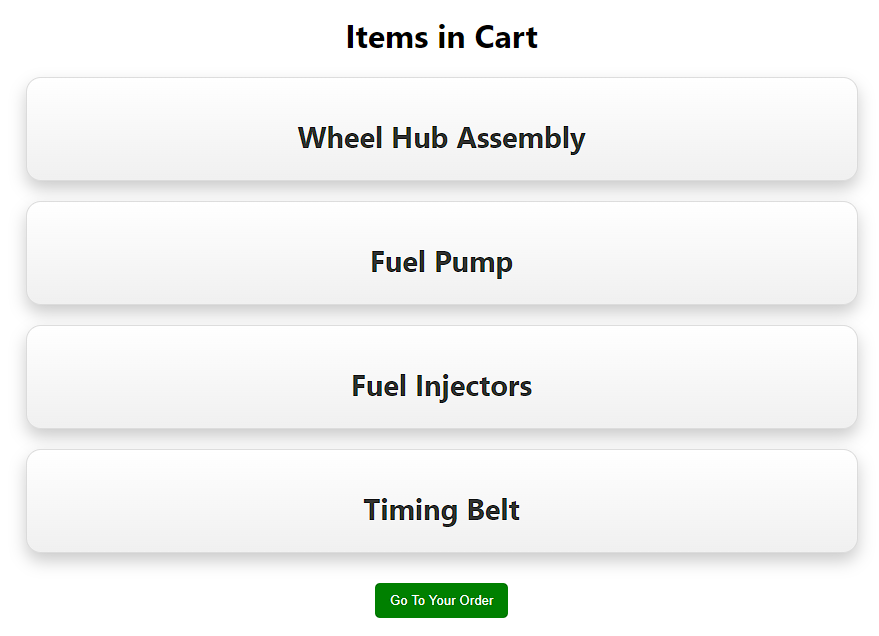 Items in Cart
Wheel Hub Assembly
Fuel Pump
Fuel Injectors
Timing Belt
Go To Your Order